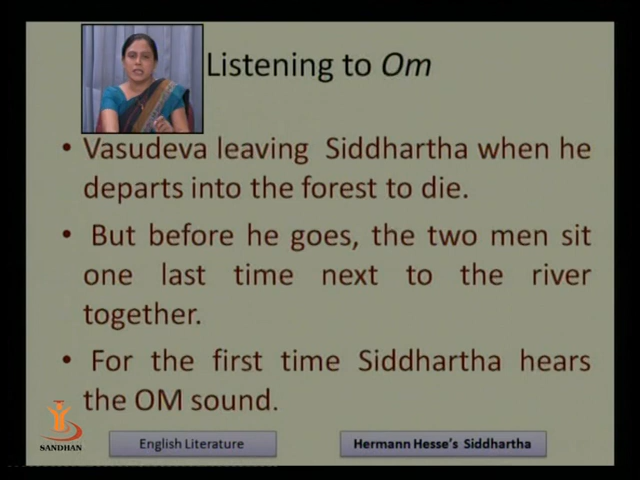 Listening to Om
• Vasudeva leaving Siddhartha when he
departs into the forest to die.
• But before he goes, the two men sit
one last time next to the river
together.
• For the first time Siddhartha hears
the OM sound.
SANDHAN
English Literature
Hermann Hesse's Siddhartha